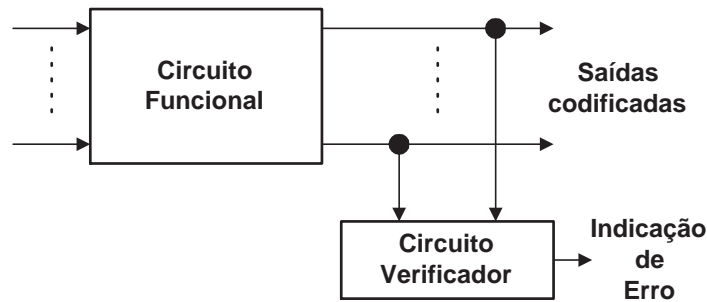 Circuito
Funcional
Saídas
codificadas
Circuito
Verificador
Indicação
de
Erro